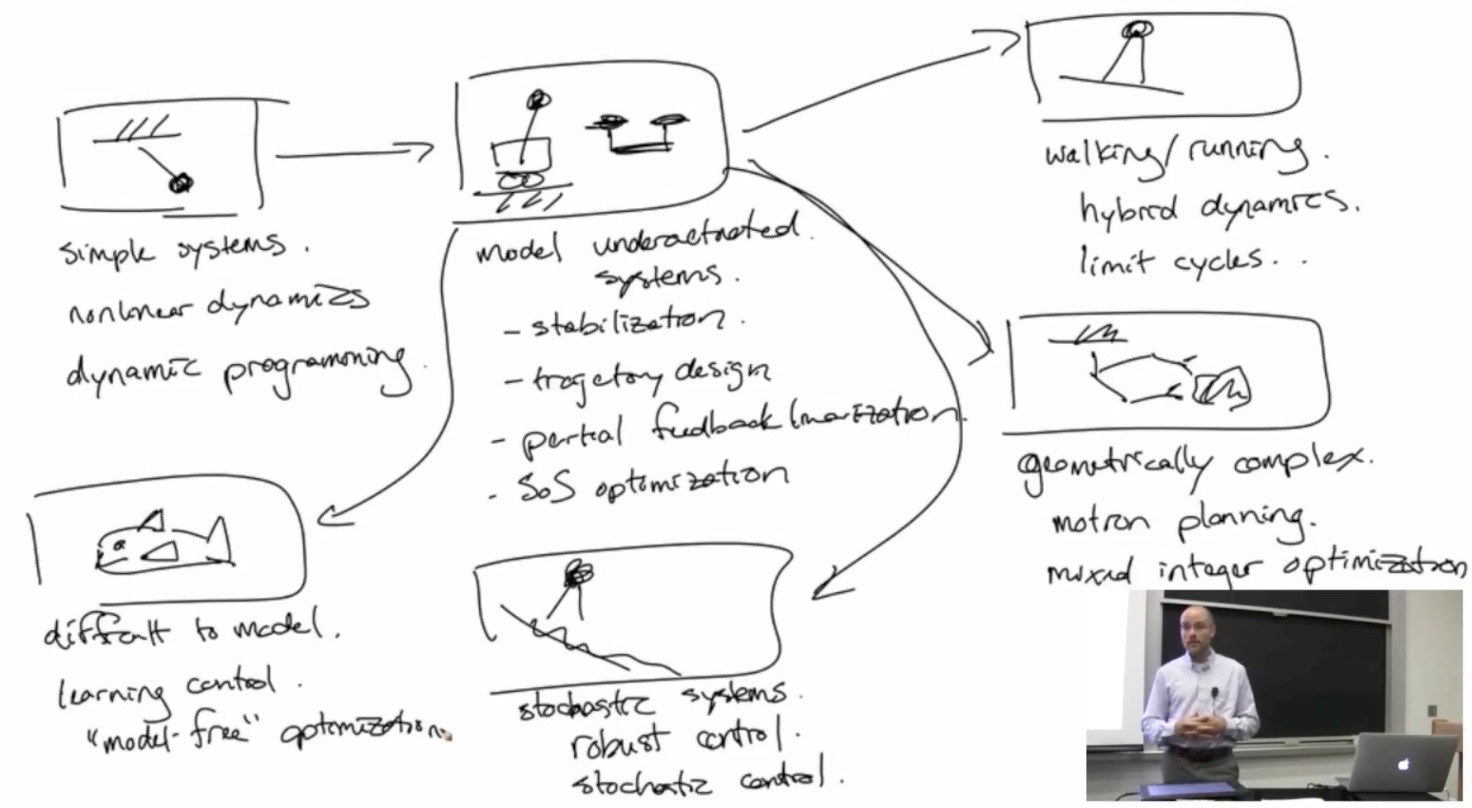 simple systems.
nonlinear dynamics
dynamic programming.
model underactuated
systems.
- stabilization.
- trajectory design
- partial feedback linearization.
- SoS optimization
walking/running.
hybrid dynamics.
limit cycles..
geometrically complex.
motion planning.
mixed integer optimization
difficult to model.
learning control.
"model-free" optimization
stochastic systems.
robust control.
stochastic control.